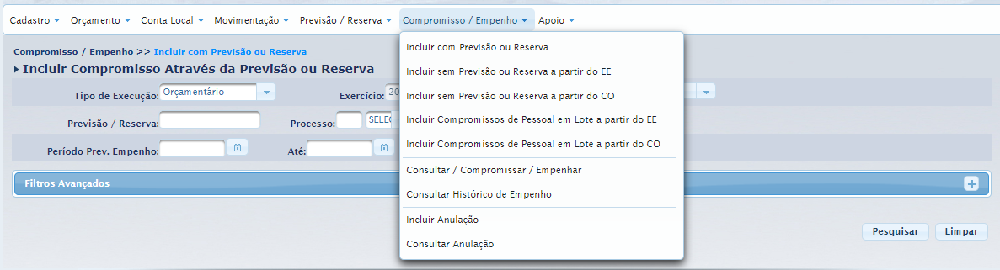 Cadastro Orçamento Conta Local Movimentação Previsão / Reserva Compromisso / Empenho Apoio
Compromisso / Empenho >> Incluir com Previsão ou Reserva
Incluir Compromisso Através da Previsão ou Reserva
Tipo de Execução: Orçamentário Exercício: 20
Previsão / Reserva: Processo: SELEC
Período Prev. Empenho: Até:
Filtros Avançados
Incluir com Previsão ou Reserva
Incluir sem Previsão ou Reserva a partir do EE
Incluir sem Previsão ou Reserva a partir do CO
Incluir Compromissos de Pessoal em Lote a partir do EE
Incluir Compromissos de Pessoal em Lote a partir do CO
Consultar / Compromissar / Empenhar
Consultar Histórico de Empenho
Incluir Anulação
Consultar Anulação
Pesquisar Limpar